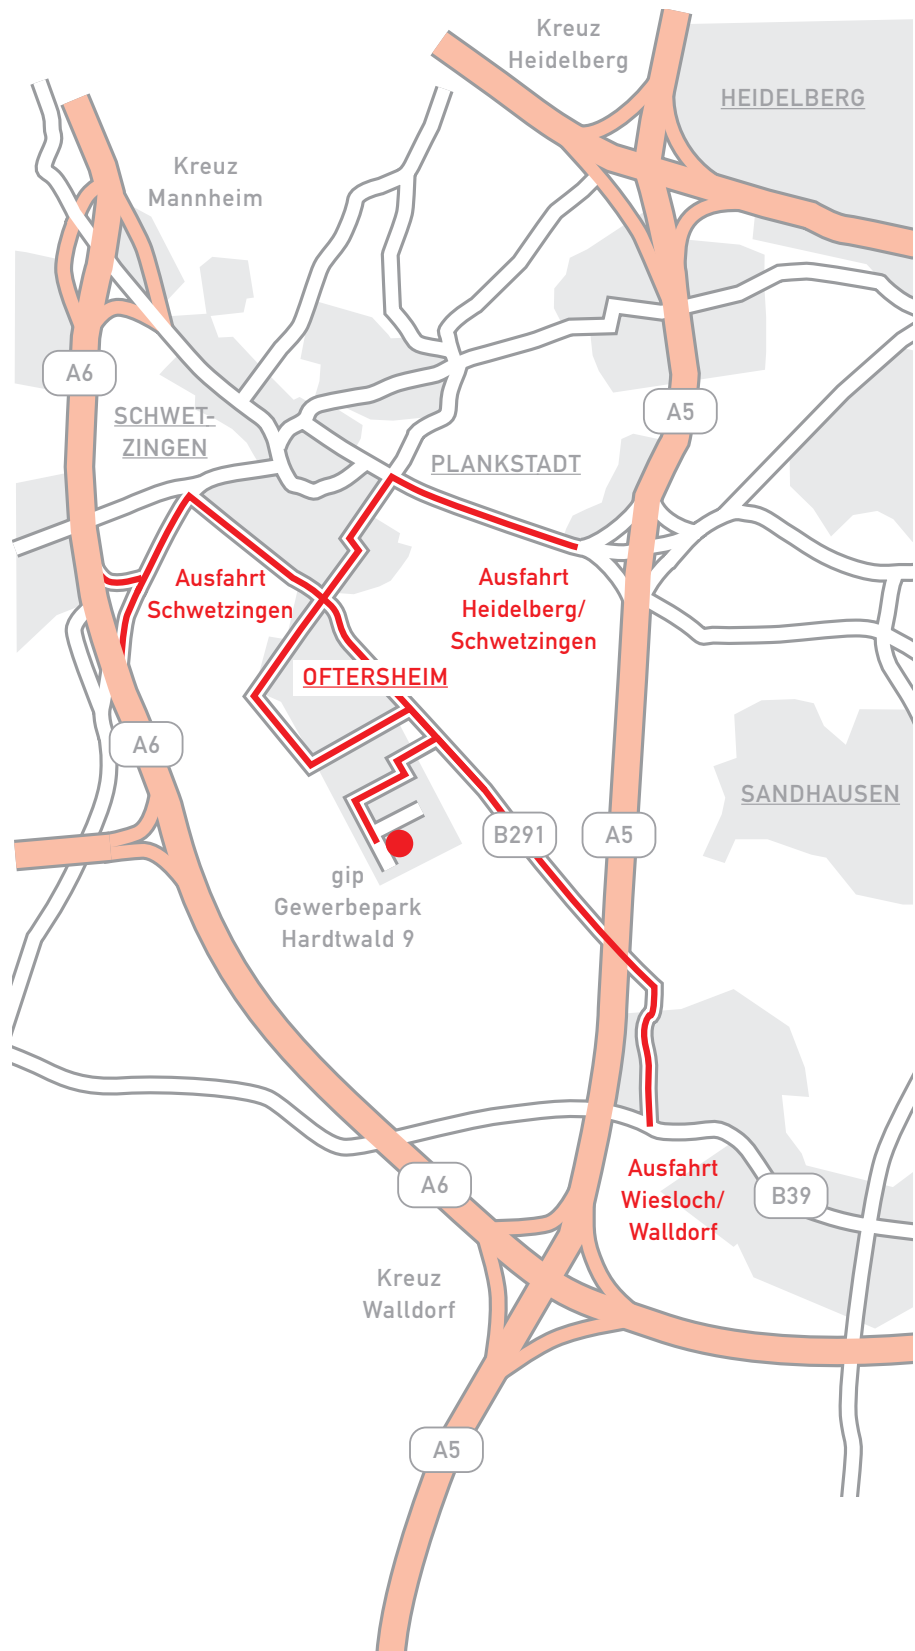 Kreuz
Heidelberg
HEIDELBERG
Kreuz
Mannheim
A6
A5
SCHWET-
ZINGEN
PLANKSTADT
Ausfahrt
Schwetzingen
Ausfahrt
Heidelberg/
Schwetzingen
OFTERSHEIM
A6
SANDHAUSEN
B291
A5
gip
Gewerbepark
Hardtwald 9
Ausfahrt
Wiesloch/
Walldorf
A6
B39
Kreuz
Walldorf
A5